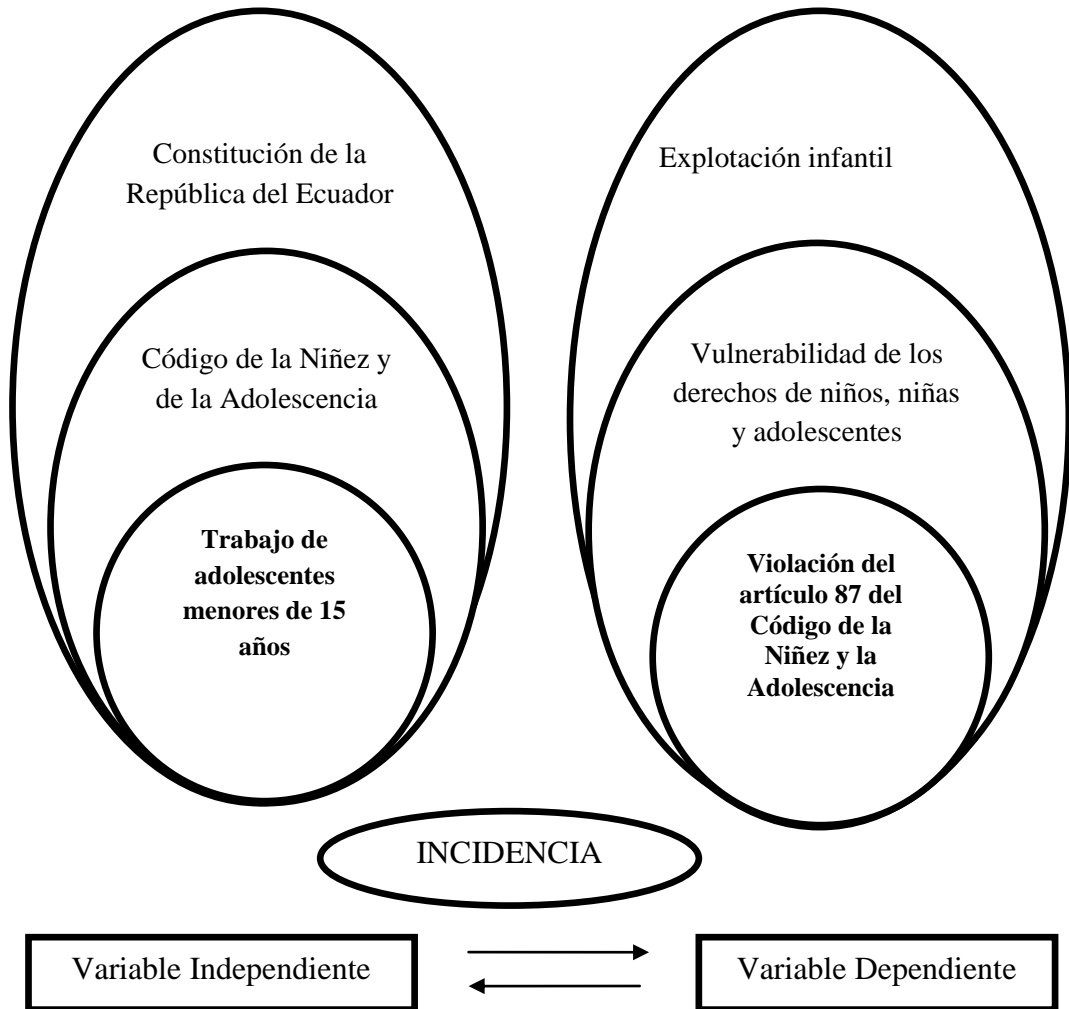 Constitución de la
República del Ecuador
Código de la Niñez y
de la Adolescencia
Trabajo de
adolescentes
menores de 15
años
Explotación infantil
Vulnerabilidad de los
derechos de niños, niñas
y adolescentes
Violación del
artículo 87 del
Código de la
Niñez y la
Adolescencia
INCIDENCIA
Variable Independiente
Variable Dependiente